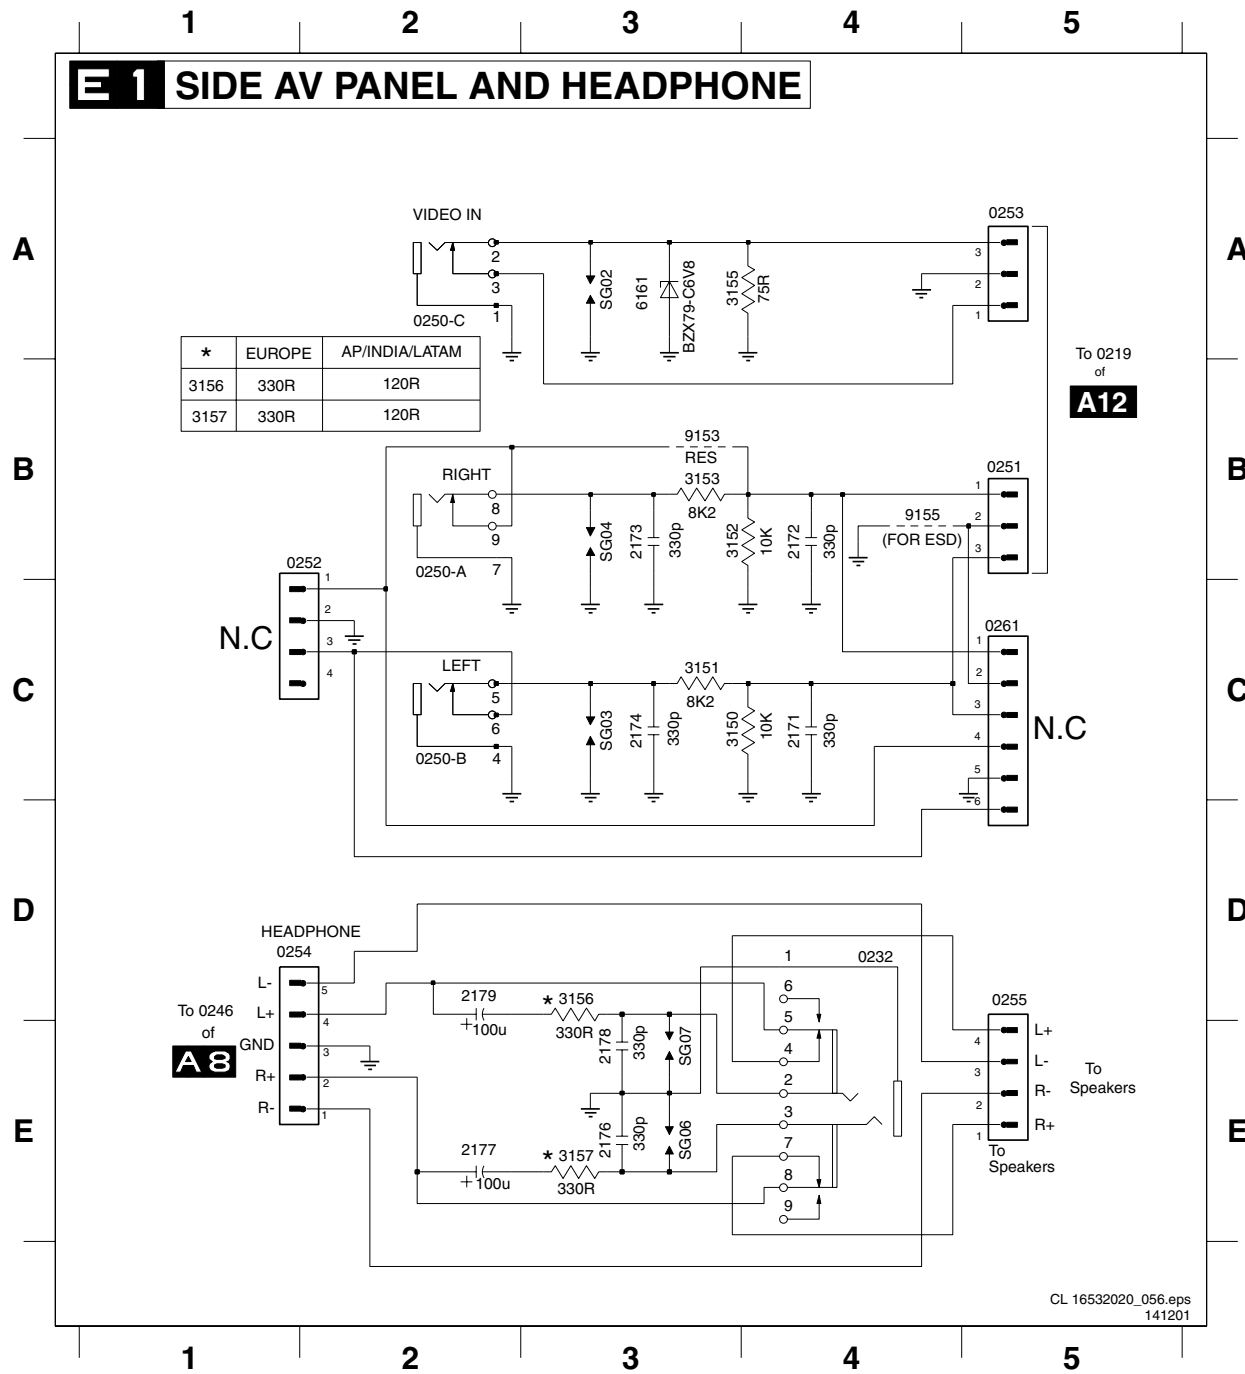 1 2 3 4 5
E 1 SIDE AV PANEL AND HEADPHONE
A A
VIDEO IN
2
3
1
0250-C
SG02
6161
BZX79-C6V8
3155
75R
0253
3
2
1
* EUROPE AP/INDIA/LATAM
3156 330R 120R
3157 330R 120R
To 0219
of
A12
B B
9153
RES
RIGHT
8
9
7
0250-A
3153
8K2
SG04
2173
330p
3152
10K
2172
330p
9155
(FOR ESD)
0251
1
2
3
0252
1
2
3
4
N.C
C C
LEFT
5
6
4
0250-B
3151
8K2
SG03
2174
330p
3150
10K
2171
330p
0261
1
2
3
4
5
6
N.C
D D
HEADPHONE
0254
L- 5
L+ 4
GND 3
R+ 2
R- 1
To 0246
of
A 8
2179
+100u
* 3156
330R
2178
330p
SG07
2176
330p
SG06
2177
+100u
* 3157
330R
1 0232
6
5
4
2
3
7
8
9
0255
4 L+
3 L-
2 R-
1 R+
To
Speakers
To
Speakers
E E
CL 16532020_056.eps
141201
1 2 3 4 5